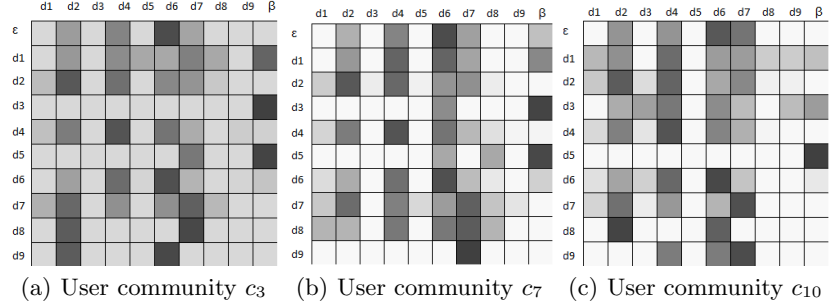 d1 d2 d3 d4 d5 d6 d7 d8 d9 β
ε
d1
d2
d3
d4
d5
d6
d7
d8
d9
(a) User community c3
d1 d2 d3 d4 d5 d6 d7 d8 d9 β
ε
d1
d2
d3
d4
d5
d6
d7
d8
d9
(b) User community c7
d1 d2 d3 d4 d5 d6 d7 d8 d9 β
ε
d1
d2
d3
d4
d5
d6
d7
d8
d9
(c) User community c10